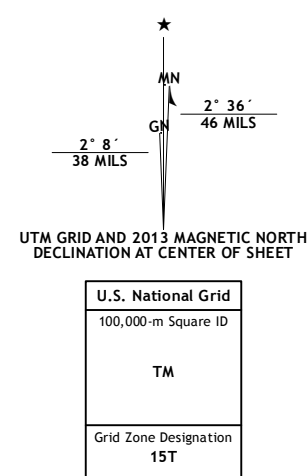 ★
MN
2° 36´
46 MILS
GN
2° 8´
38 MILS
UTM GRID AND 2013 MAGNETIC NORTH
DECLINATION AT CENTER OF SHEET
U.S. National Grid
100,000-m Square ID
TM
Grid Zone Designation
15T